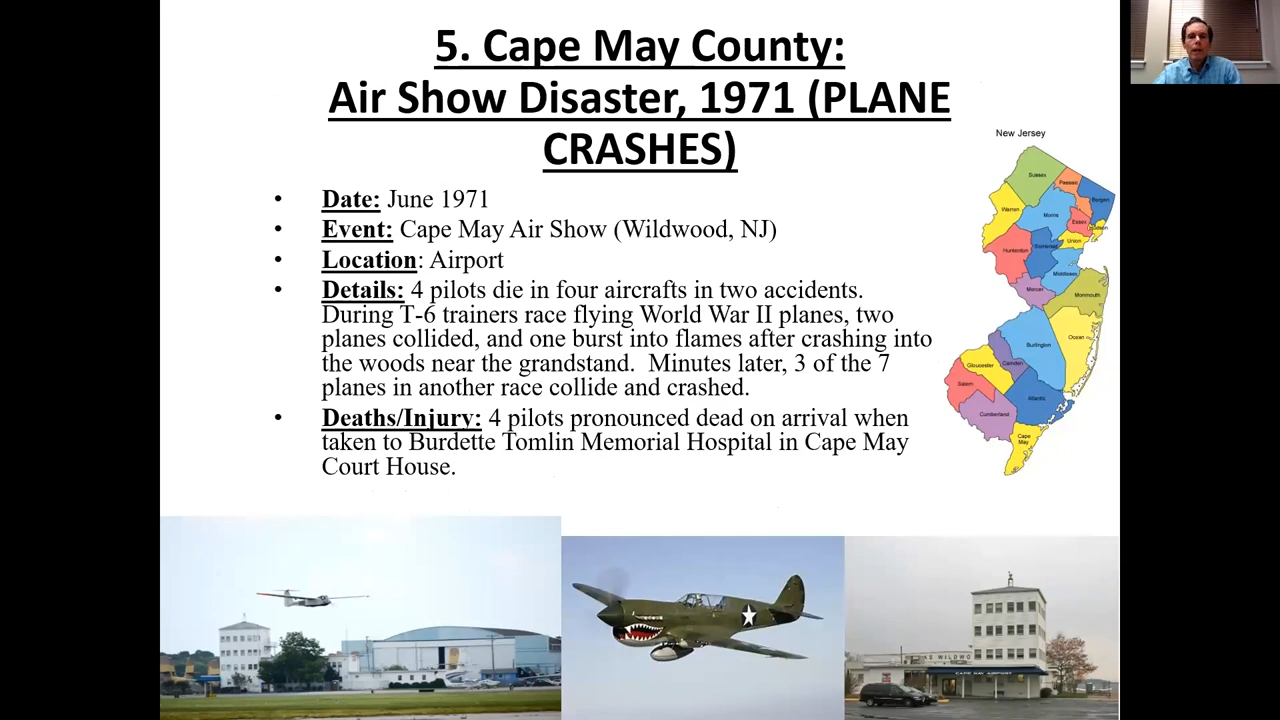 5. Cape May County:
Air Show Disaster, 1971 (PLANE
CRASHES)
• Date: June 1971
• Event: Cape May Air Show (Wildwood, NJ)
• Location: Airport
• Details: 4 pilots die in four aircrafts in two accidents.
During T-6 trainers race flying World War II planes, two
planes collided, and one burst into flames after crashing into
the woods near the grandstand. Minutes later, 3 of the 7
planes in another race collide and crashed.
• Deaths/Injury: 4 pilots pronounced dead on arrival when
taken to Burdette Tomlin Memorial Hospital in Cape May
Court House.
New Jersey
Sussex
Passaic
Bergen
Warren
Morris
Essex
Hudson
Union
Somerset
Hunterdon
Middlesex
Mercer
Monmouth
Ocean
Burlington
Camden
Gloucester
Salem
Atlantic
Cumberland
Cape
May
CAPE MAY AIRPORT